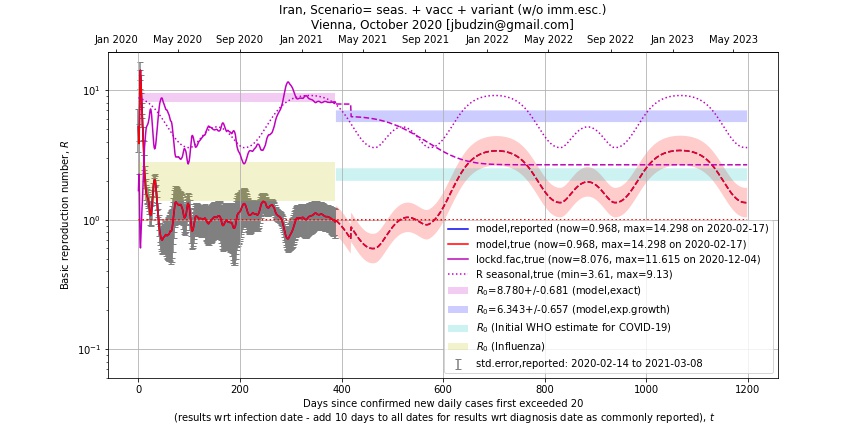 Iran, Scenario= seas. + vacc + variant (w/o imm.esc.)
Vienna, October 2020 [jbudzin@gmail.com]
Jan 2020 May 2020 Sep 2020 Jan 2021 May 2021 Sep 2021 Jan 2022 May 2022 Sep 2022 Jan 2023 May 2023
Basic reproduction number, R
10¹
10⁰
10⁻¹
model,reported (now=0.968, max=14.298 on 2020-02-17)
model,true (now=0.968, max=14.298 on 2020-02-17)
lockd.fac,true (now=8.076, max=11.615 on 2020-12-04)
R seasonal,true (min=3.61, max=9.13)
R₀=8.780+/-0.681 (model,exact)
R₀=6.343+/-0.657 (model,exp.growth)
R₀ (Initial WHO estimate for COVID-19)
R₀ (Influenza)
std.error,reported: 2020-02-14 to 2021-03-08
0 200 400 600 800 1000 1200
Days since confirmed new daily cases first exceeded 20
(results wrt infection date - add 10 days to all dates for results wrt diagnosis date as commonly reported), t